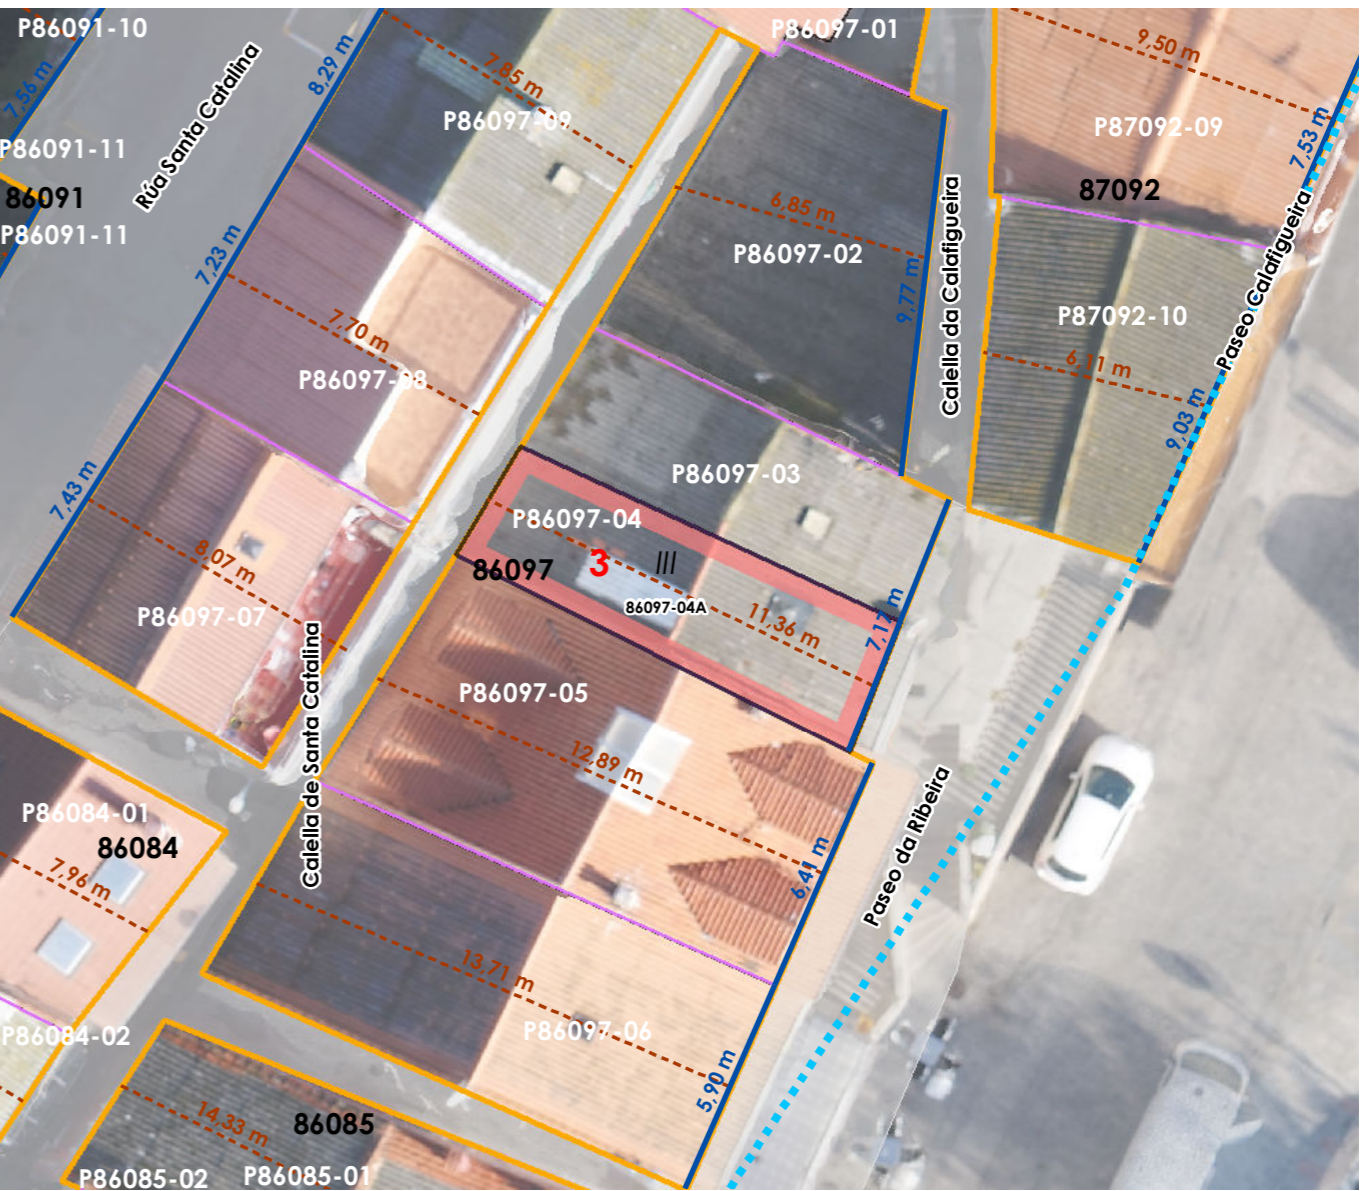 P86091-10
P86097-01
9,50 m
7,56 m
Rúa Santa Catalina
8,29 m
7,85 m
P86097-09
P87092-09
7,53 m
P86091-11
86091
P86091-11
87092
6,85 m
P86097-02
7,23 m
9,77 m
Calella da Calafigueira
Paseo Calafigueira
P87092-10
7,70 m
P86097-08
6,11 m
9,03 m
7,43 m
P86097-03
P86097-04
86097
3
III
86097-04A
8,07 m
P86097-07
11,36 m
7,17 m
Calella de Santa Catalina
P86097-05
12,89 m
6,41 m
Paseo da Ribeira
P86084-01
86084
7,96 m
13,71 m
P86097-06
P86084-02
5,90 m
14,33 m
86085
P86085-02
P86085-01